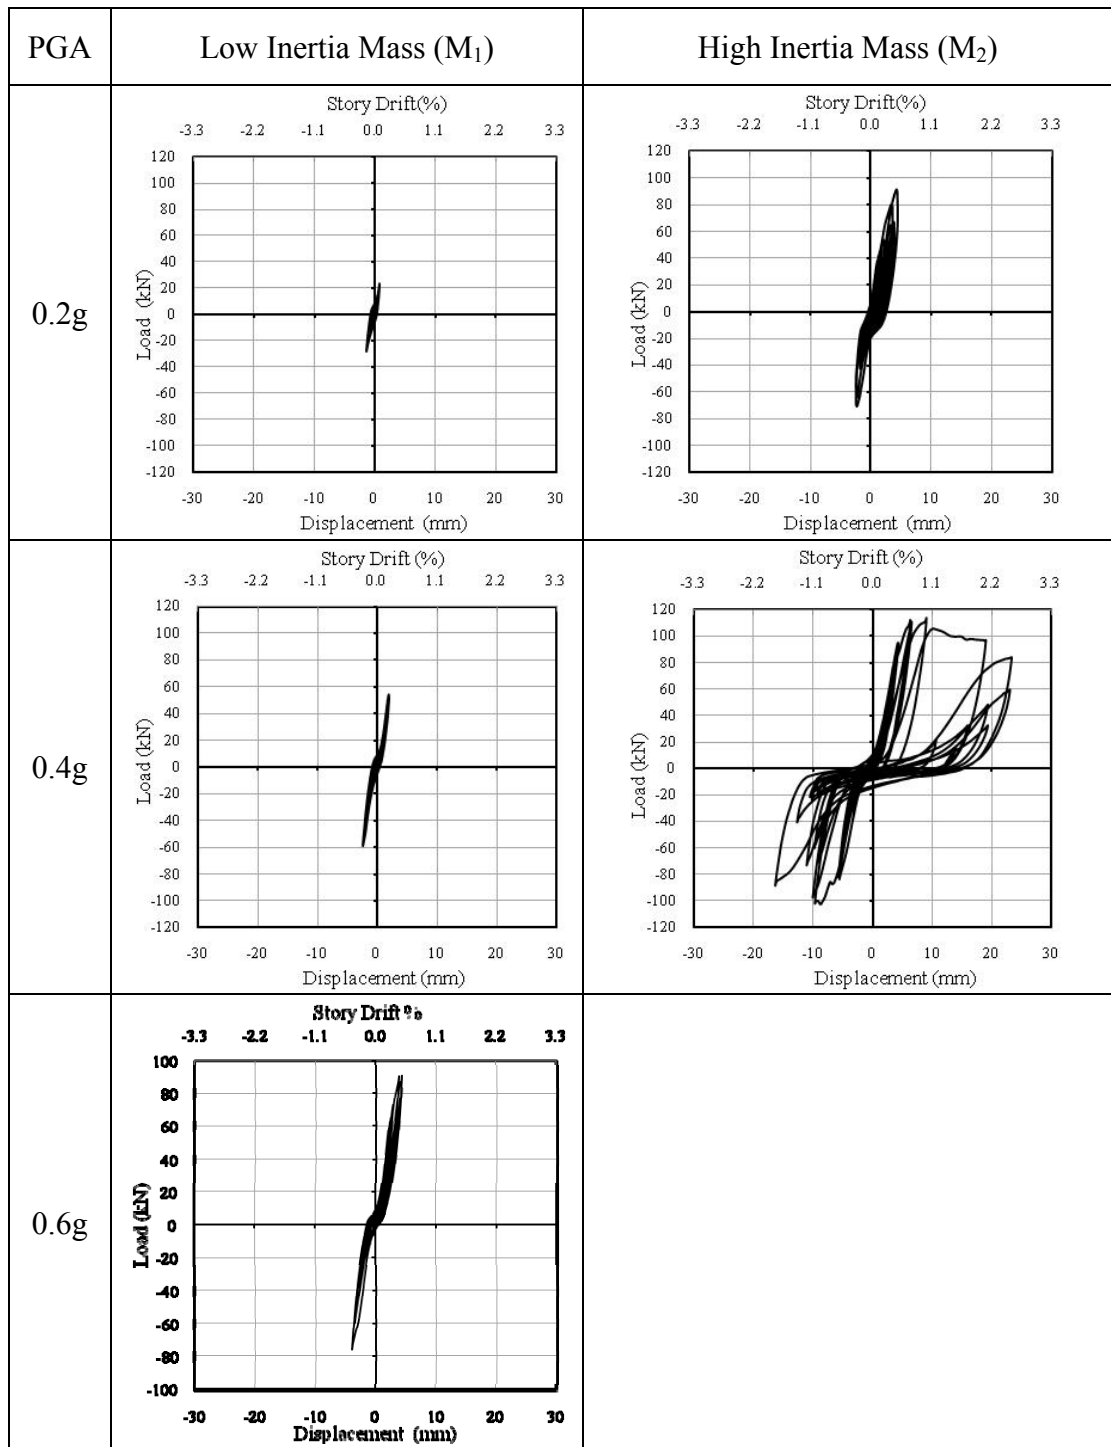 PGA Low Inertia Mass (M₁) High Inertia Mass (M₂)
0.2g
Story Drift(%)
-3.3 -2.2 -1.1 0.0 1.1 2.2 3.3
120
100
80
60
40
20
0
-20
-40
-60
-80
-100
-120
Load (kN)
-30 -20 -10 0 10 20 30
Displacement (mm)
Story Drift(%)
-3.3 -2.2 -1.1 0.0 1.1 2.2 3.3
120
100
80
60
40
20
0
-20
-40
-60
-80
-100
-120
Load (kN)
-30 -20 -10 0 10 20 30
Displacement (mm)
0.4g
Story Drift (%)
-3.3 -2.2 -1.1 0.0 1.1 2.2 3.3
120
100
80
60
40
20
0
-20
-40
-60
-80
-100
-120
Load (kN)
-30 -20 -10 0 10 20 30
Displacement (mm)
Story Drift (%)
-3.3 -2.2 -1.1 0.0 1.1 2.2 3.3
120
100
80
60
40
20
0
-20
-40
-60
-80
-100
-120
Load (kN)
-30 -20 -10 0 10 20 30
Displacement (mm)
0.6g
Story Drift %
-3.3 -2.2 -1.1 0.0 1.1 2.2 3.3
100
80
60
40
20
0
-20
-40
-60
-80
-100
Load (kN)
-30 -20 -10 0 10 20 30
Displacement (mm)